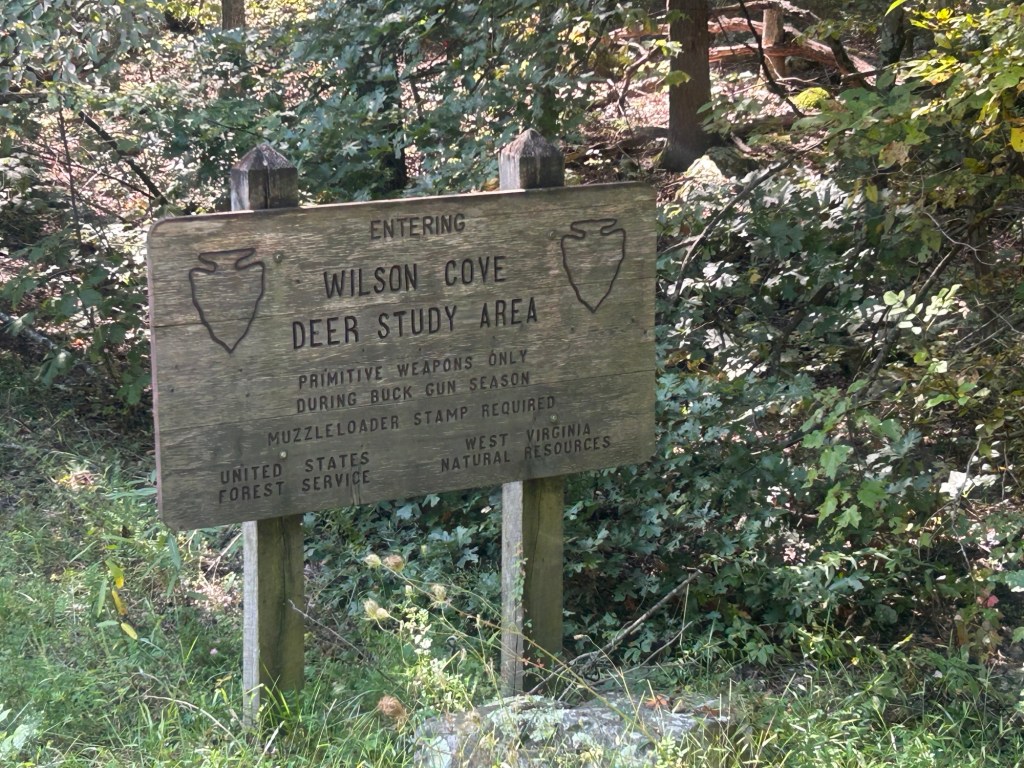 ENTERING
WILSON COVE
DEER STUDY AREA
PRIMITIVE WEAPONS ONLY
DURING BUCK GUN SEASON
MUZZLELOADER STAMP REQUIRED
UNITED STATES
FOREST SERVICE
WEST VIRGINIA
NATURAL RESOURCES